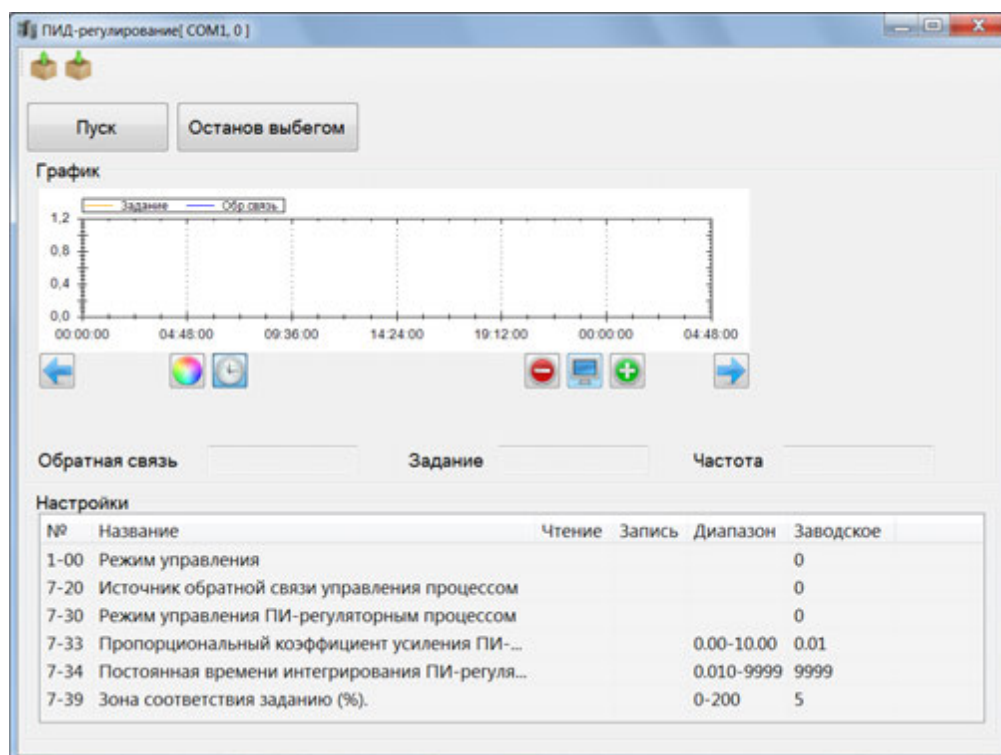 ПИД-регулирование[ COM1, 0 ]
Пуск Останов выбегом
График
Задание Обр.связь
1,2
0,8
0,4
0,0
00:00:00 04:48:00 09:36:00 14:24:00 19:12:00 00:00:00 04:48:00
Обратная связь Задание Частота
Настройки
№ Название Чтение Запись Диапазон Заводское
1-00 Режим управления 0
7-20 Источник обратной связи управления процессом 0
7-30 Режим управления ПИ-регуляторным процессом 0
7-33 Пропорциональный коэффициент усиления ПИ-... 0.00-10.00 0.01
7-34 Постоянная времени интегрирования ПИ-регуля... 0.010-9999 9999
7-39 Зона соответствия заданию (%). 0-200 5